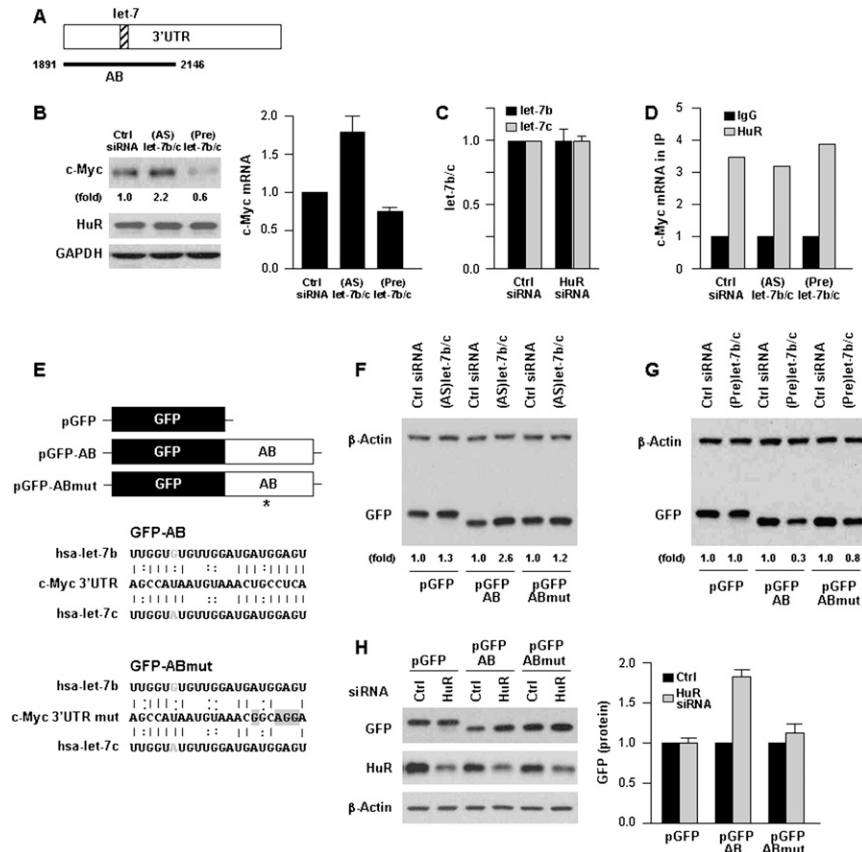 A
let-7
3'UTR
1891 2146
AB
B
Ctrl siRNA
(AS) let-7b/c
(Pre) let-7b/c
c-Myc
(fold) 1.0 2.2 0.6
HuR
GAPDH
c-Myc mRNA
2.0
1.5
1.0
0.5
0.0
Ctrl siRNA
(AS) let-7b/c
(Pre) let-7b/c
C
let-7b
let-7c
let-7b/c
1.0
0.5
0
Ctrl siRNA
HuR siRNA
D
IgG
HuR
c-Myc mRNA in IP
5
4
3
2
1
0
Ctrl siRNA
(AS) let-7b/c
(Pre) let-7b/c
E
pGFP GFP
pGFP-AB GFP AB
pGFP-ABmut GFP AB
*
GFP-AB
hsa-let-7b UUGGUGUGUUGGAUGAUGGAGU
c-Myc 3'UTR AGCCAUAAUGUAAACUGCCUCA
hsa-let-7c UUGGUAUGUUGGAUGAUGGAGU
GFP-ABmut
hsa-let-7b UUGGUGUGUUGGAUGAUGGAGU
c-Myc 3'UTR mut AGCCAUAAUGUAAACGGCAGGA
hsa-let-7c UUGGUAUGUUGGAUGAUGGAGU
F
Ctrl siRNA
(AS)let-7b/c
Ctrl siRNA
(AS)let-7b/c
Ctrl siRNA
(AS)let-7b/c
β-Actin
GFP
(fold) 1.0 1.3 1.0 2.6 1.0 1.2
pGFP
pGFP AB
pGFP ABmut
G
Ctrl siRNA
(Pre)let-7b/c
Ctrl siRNA
(Pre)let-7b/c
Ctrl siRNA
(Pre)let-7b/c
β-Actin
GFP
(fold) 1.0 1.0 1.0 0.3 1.0 0.8
pGFP
pGFP AB
pGFP ABmut
H
pGFP
pGFP AB
pGFP ABmut
siRNA Ctrl HuR Ctrl HuR Ctrl HuR
GFP
HuR
β-Actin
GFP (protein)
2.0
1.5
1.0
0.5
0.0
Ctrl
HuR siRNA
pGFP
pGFP AB
pGFP ABmut